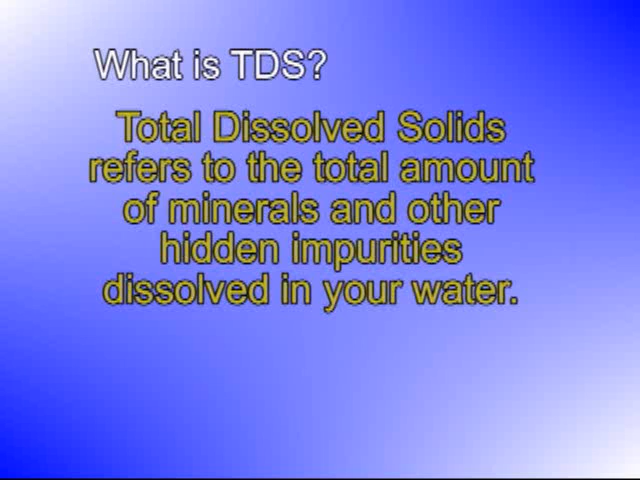 What is TDS?
Total Dissolved Solids
refers to the total amount
of minerals and other
hidden impurities
dissolved in your water.